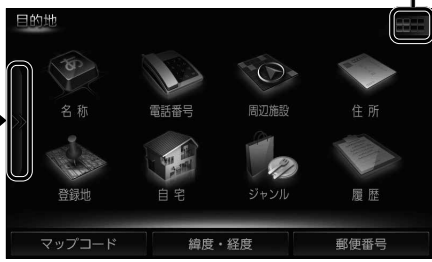 目的地
名称 電話番号 周辺施設 住所
登録地 自宅 ジャンル 履歴
マップコード 緯度・経度 郵便番号